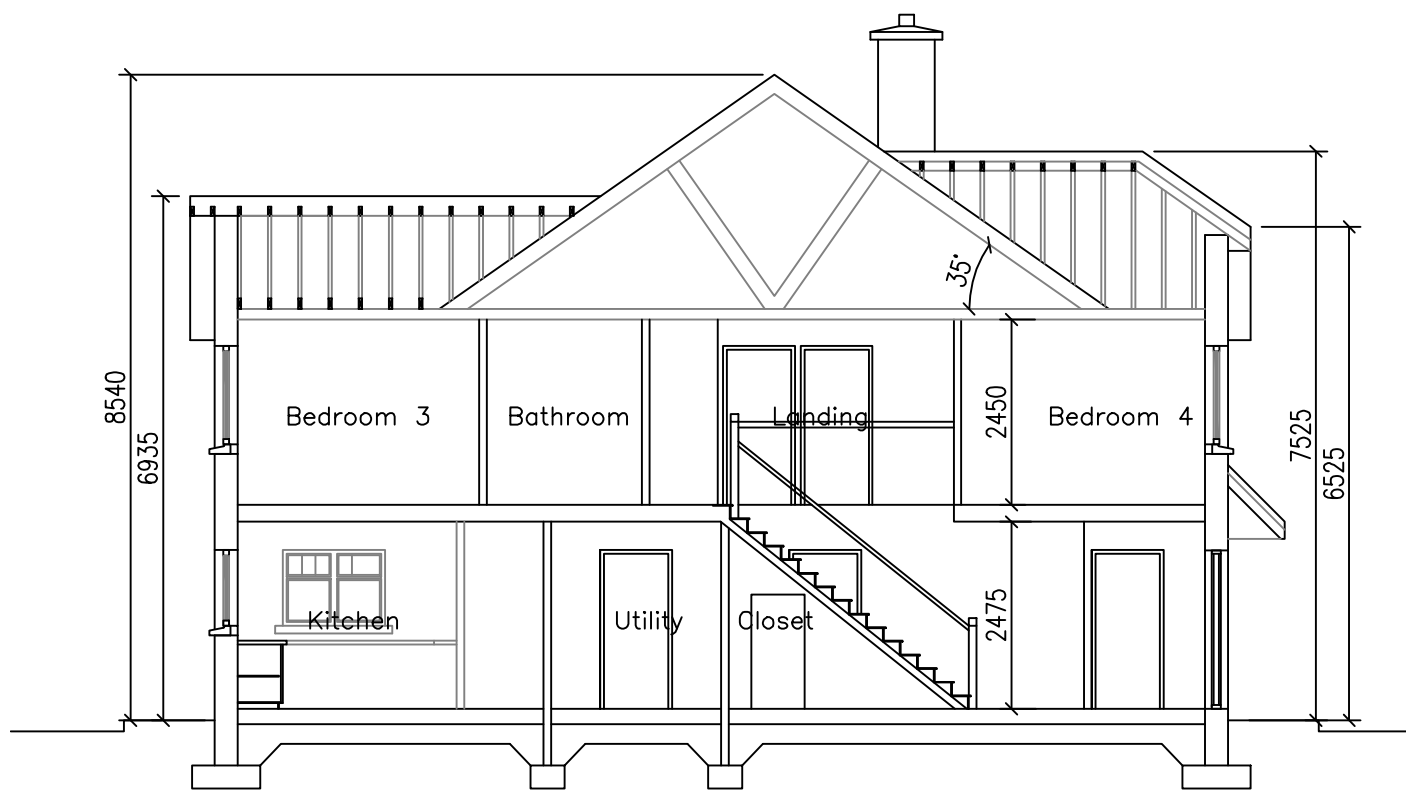 35°
8540
6935
Bedroom 3
Bathroom
Landing
2450
Bedroom 4
7525
6525
Kitchen
Utility
Closet
2475